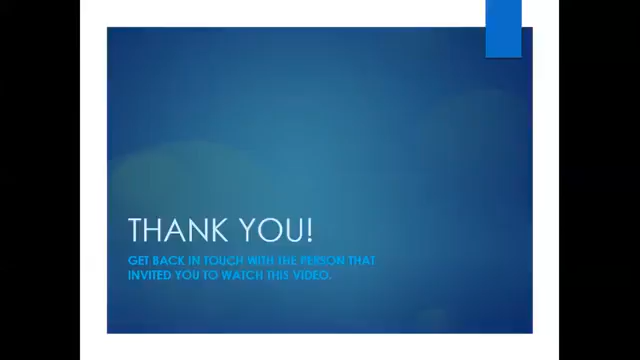 THANK YOU!
GET BACK IN TOUCH WITH THE PERSON THAT
INVITED YOU TO WATCH THIS VIDEO.